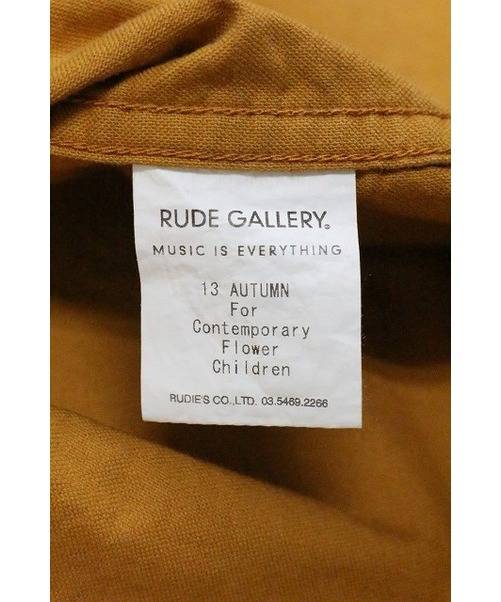 RUDE GALLERY.
MUSIC IS EVERYTHING
13 AUTUMN
For
Contemporary
Flower
Children
RUDIE'S CO.,LTD. 03.5469.2266